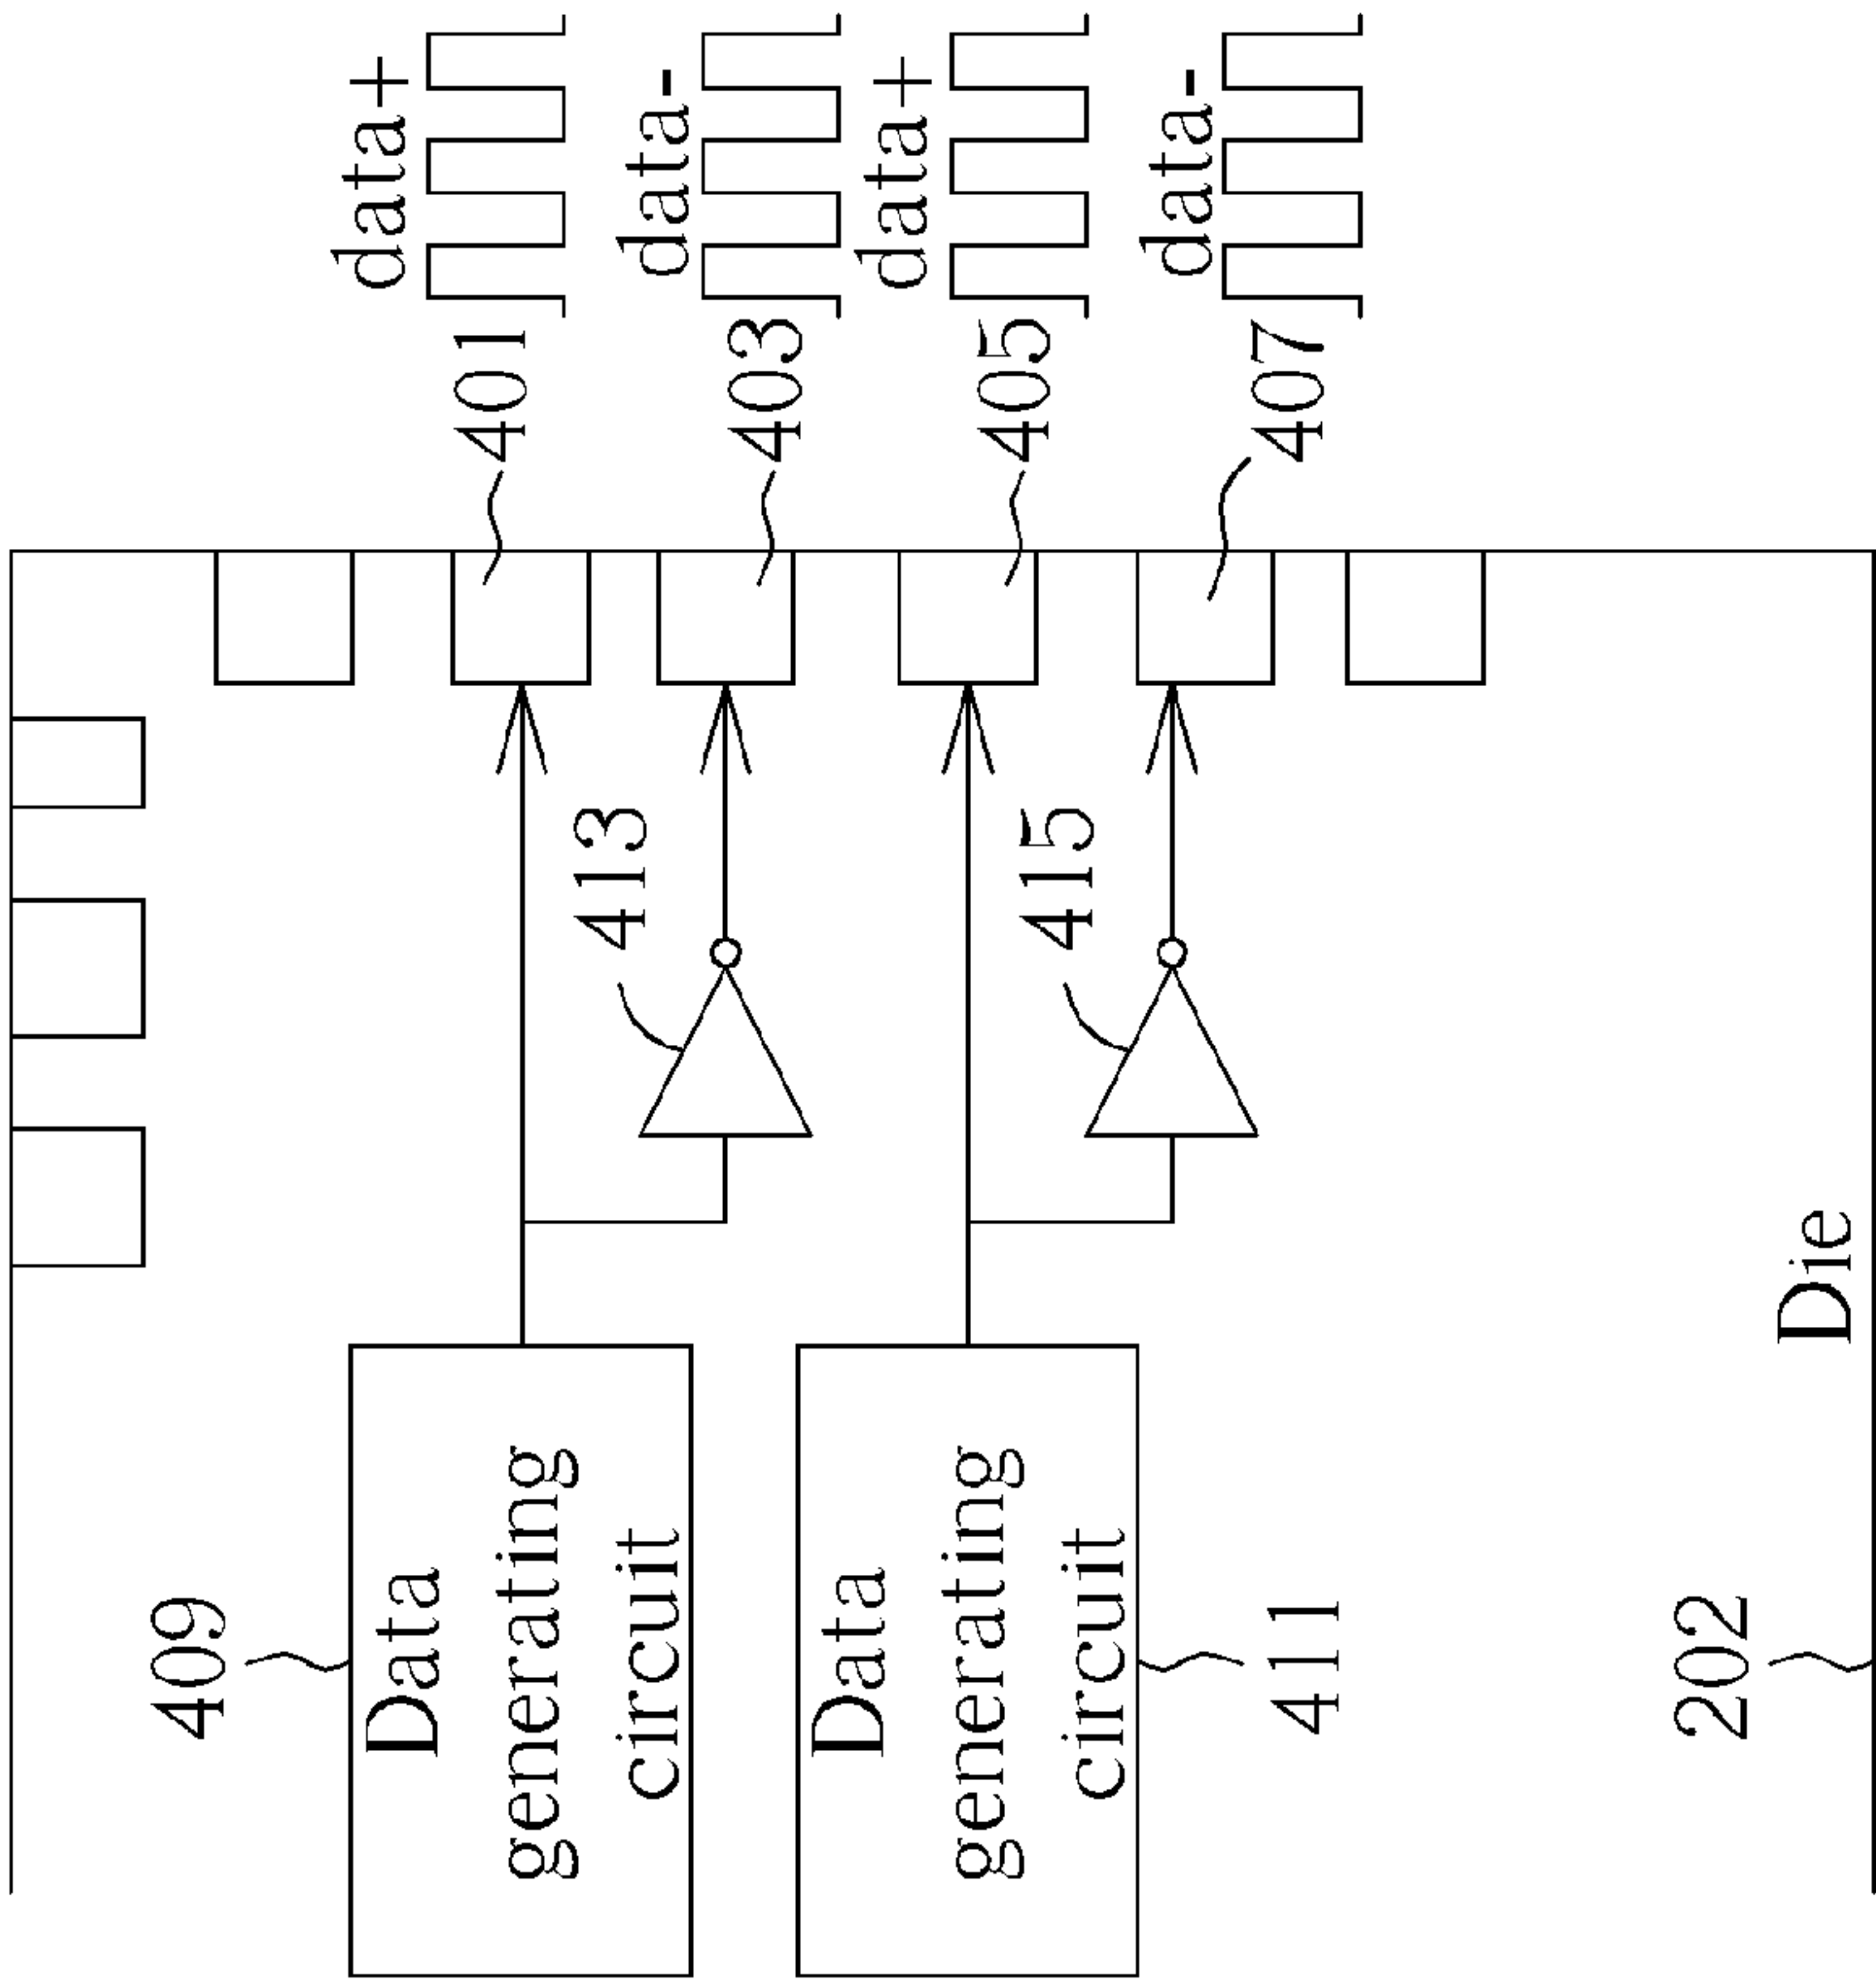 data+
401
data-
403
data+
405
data-
407
413
415
409
Data
generating
circuit
Data
generating
circuit
411
202
Die